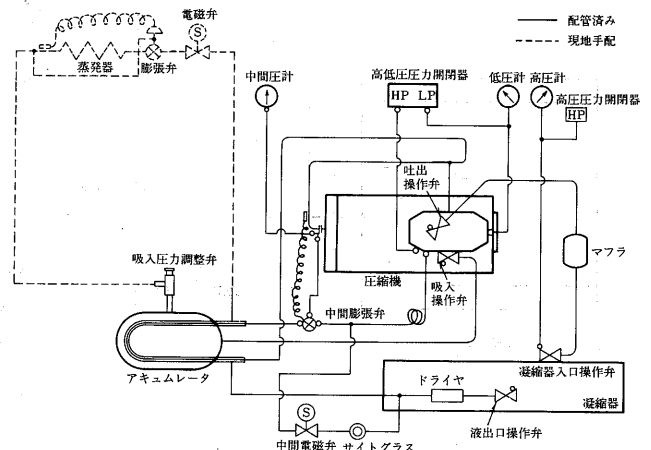 電磁弁
S
蒸発器
膨張弁
配管済み
現地手配
中間圧計
高低圧圧力開閉器
HP LP
低圧計
高圧計
高圧圧力開閉器
HP
吐出
操作弁
マフラ
圧縮機
吸入
操作弁
吸入圧力調整弁
中間膨張弁
アキュムレータ
凝縮器入口操作弁
ドライヤ
凝縮器
液出口操作弁
S
中間電磁弁
サイトグラス